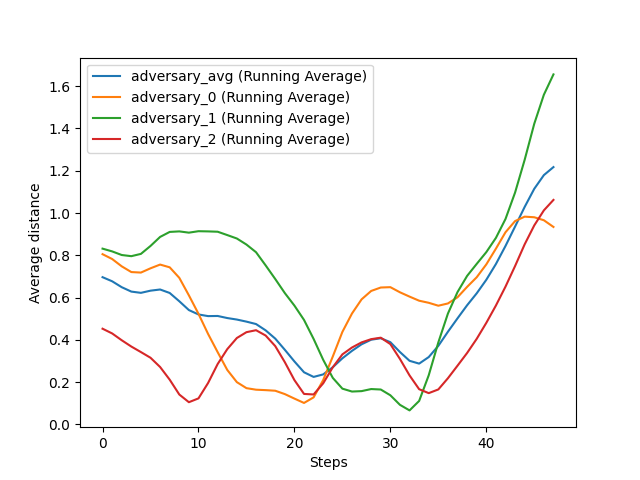 adversary_avg (Running Average)
adversary_0 (Running Average)
adversary_1 (Running Average)
adversary_2 (Running Average)
1.6
1.4
1.2
1.0
0.8
0.6
0.4
0.2
0.0
Average distance
0 10 20 30 40
Steps